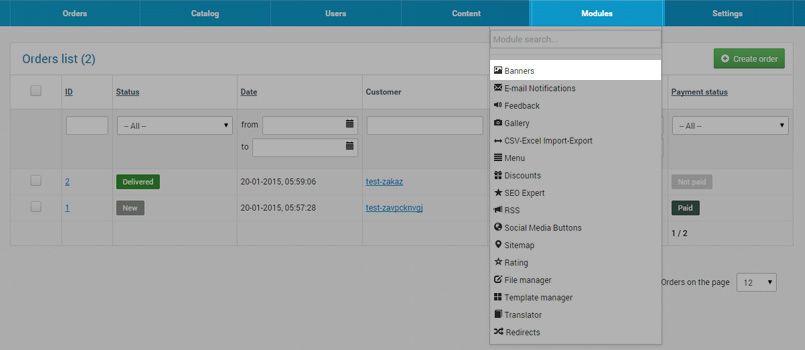 Orders Catalog Users Content Modules Settings
Module search...
Orders list (2)
Create order
Banners
E-mail Notifications
Feedback
Gallery
CSV-Excel Import-Export
Menu
Discounts
SEO Expert
RSS
Social Media Buttons
Sitemap
Rating
File manager
Template manager
Translator
Redirects
ID Status Date Customer Payment status
-- All -- from -- All --
to
2 Delivered 20-01-2015, 05:59:06 test-zakaz Not paid
1 New 20-01-2015, 05:57:28 test-zavpcknvgj Paid
1 / 2
Orders on the page 12